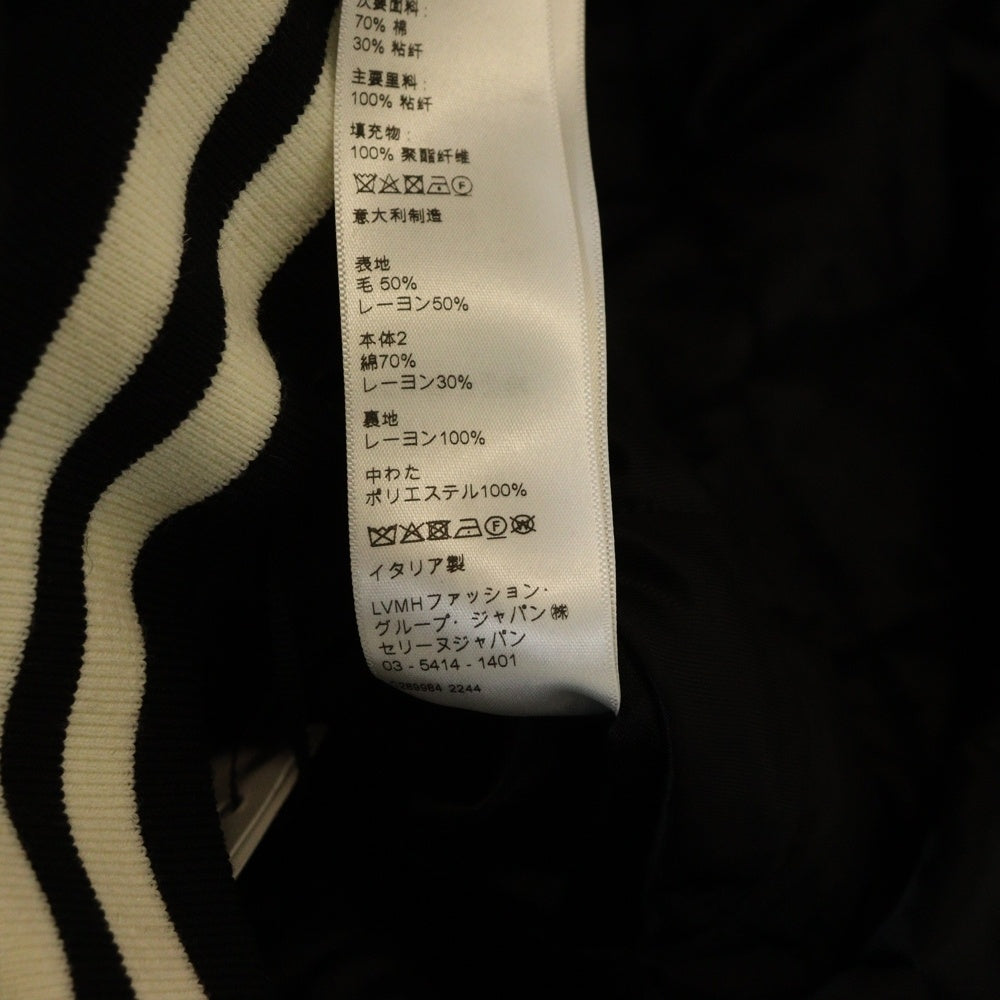 次要面料:
70% 棉
30% 粘纤
主要里料:
100% 粘纤
填充物:
100% 聚酯纤维
F
意大利制造
表地
毛 50%
レーヨン50%
本体2
綿70%
レーヨン30%
裏地
レーヨン100%
中わた
ポリエステル100%
F W
イタリア製
LVMHファッション・
グループ・ジャパン㈱
セリーヌジャパン
03 - 5414 - 1401
2244